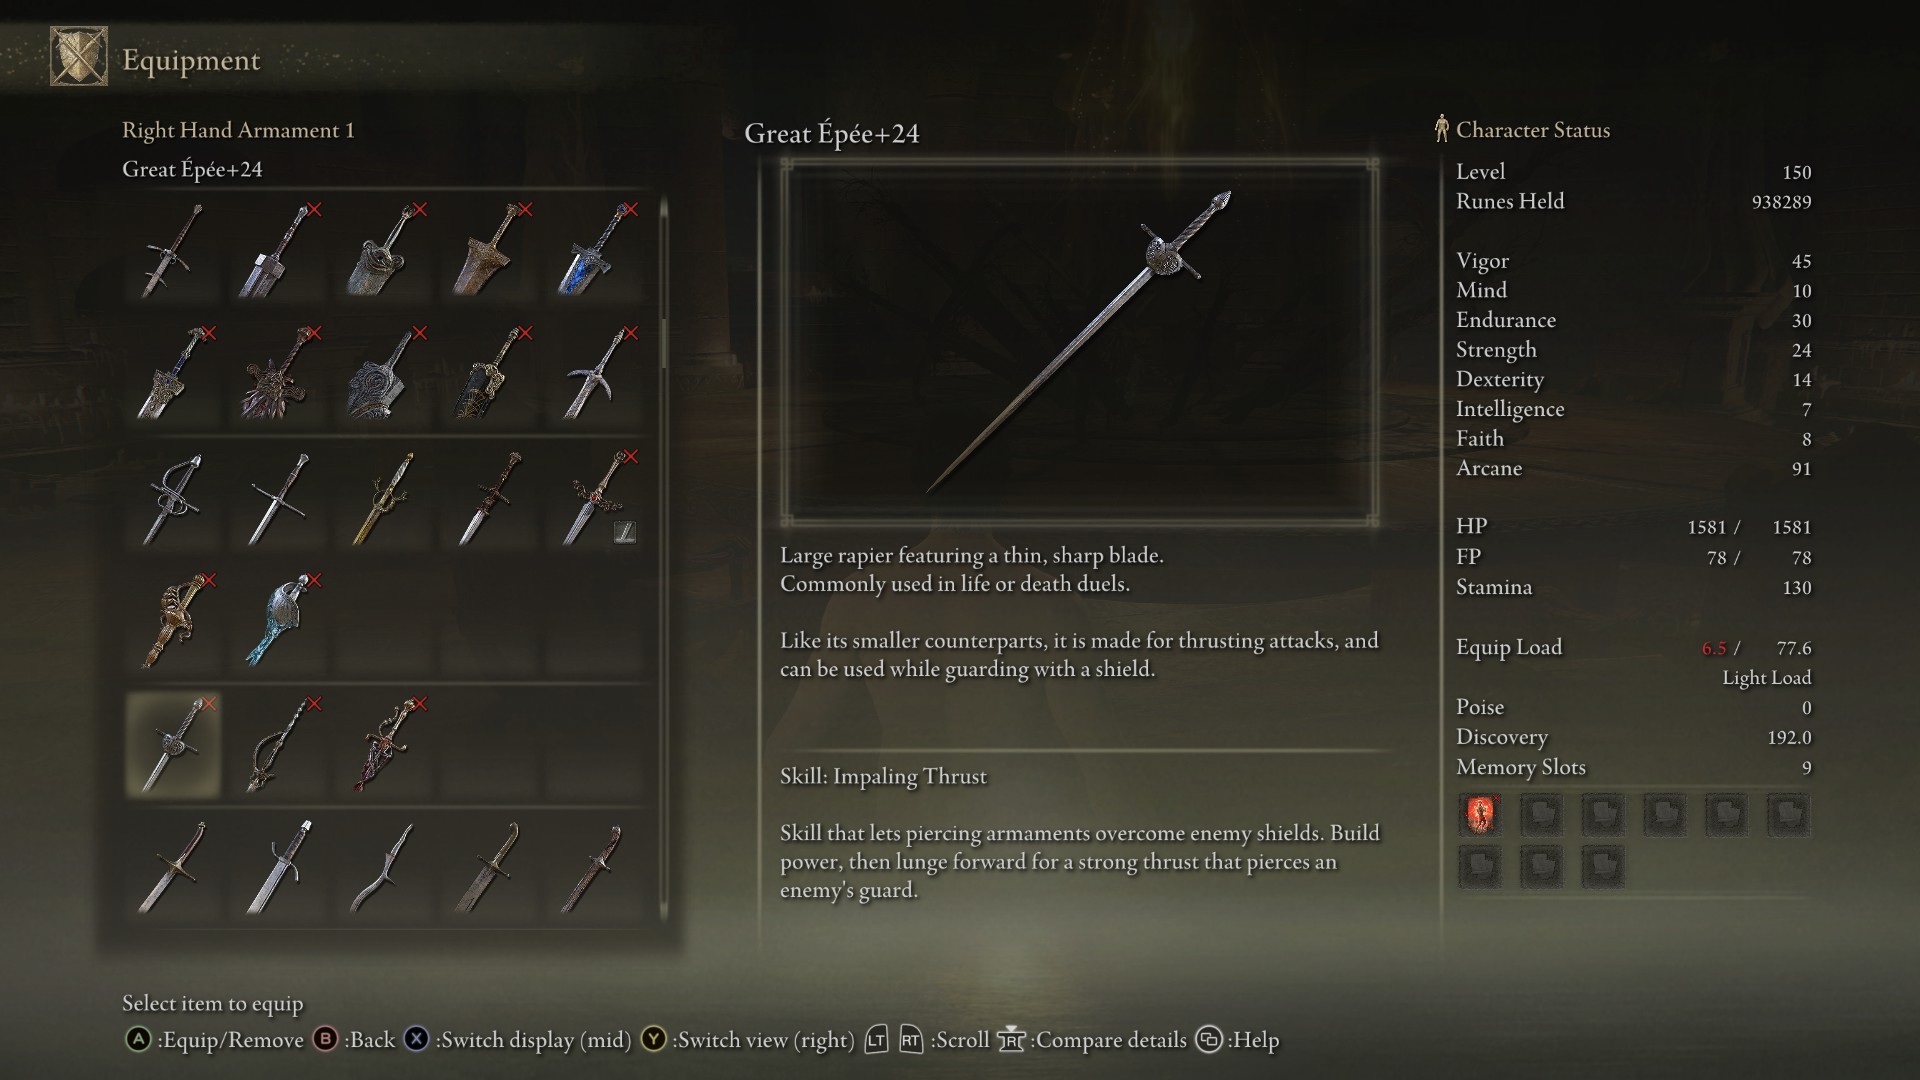 Equipment
Right Hand Armament 1
Great Épée+24
Great Épée+24
Large rapier featuring a thin, sharp blade.
Commonly used in life or death duels.
Like its smaller counterparts, it is made for thrusting attacks, and
can be used while guarding with a shield.
Skill: Impaling Thrust
Skill that lets piercing armaments overcome enemy shields. Build
power, then lunge forward for a strong thrust that pierces an
enemy's guard.
Character Status
Level 150
Runes Held 938289
Vigor 45
Mind 10
Endurance 30
Strength 24
Dexterity 14
Intelligence 7
Faith 8
Arcane 91
HP 1581 / 1581
FP 78 / 78
Stamina 130
Equip Load 6.5 / 77.6
Light Load
Poise 0
Discovery 192.0
Memory Slots 9
Select item to equip
A :Equip/Remove B :Back X :Switch display (mid) Y :Switch view (right) LT RT :Scroll R :Compare details :Help